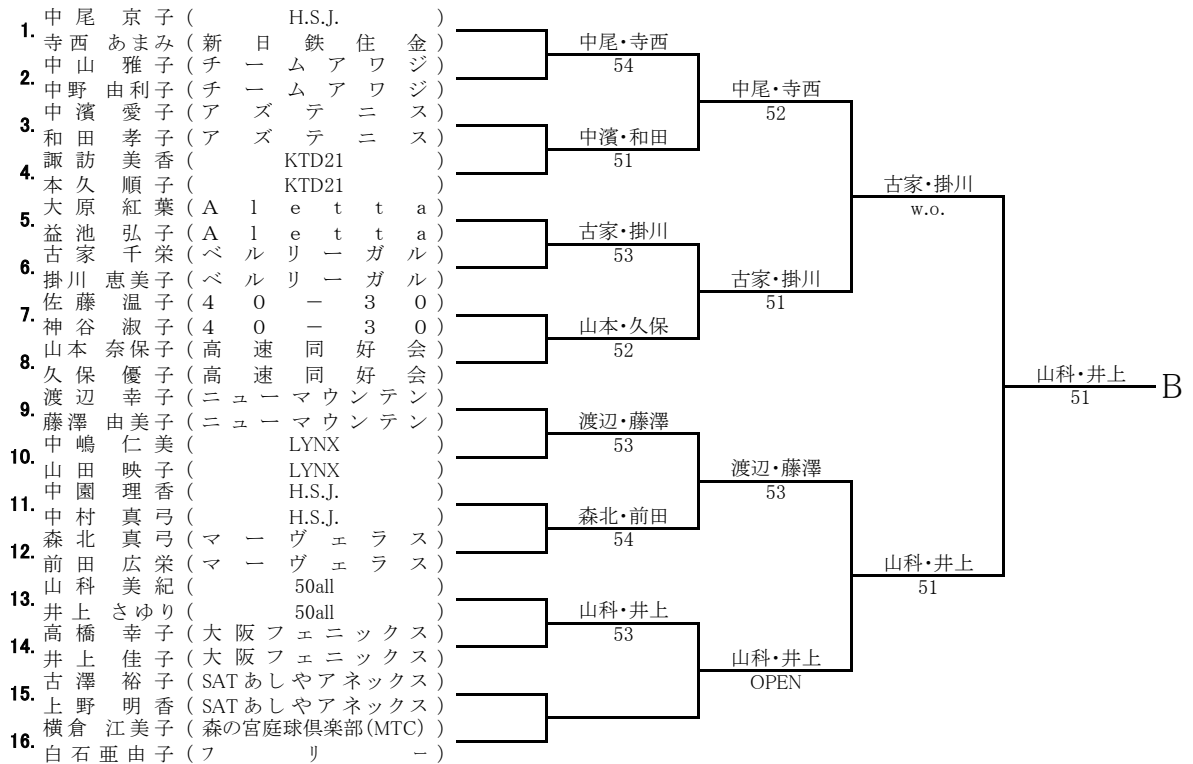 1. 中尾 京子 ( H.S.J. )
寺西 あまみ ( 新日鉄住金 )
2. 中山 雅子 ( チームアワジ )
中野 由利子 ( チームアワジ )
3. 中濱 愛子 ( アズテニス )
和田 孝子 ( アズテニス )
4. 諏訪 美香 ( KTD21 )
本久 順子 ( KTD21 )
5. 大原 紅葉 ( Aletta )
益池 弘子 ( Aletta )
6. 古家 千栄 ( ベルリーガル )
掛川 恵美子 ( ベルリーガル )
7. 佐藤 温子 ( 40－30 )
神谷 淑子 ( 40－30 )
8. 山本 奈保子 ( 高速同好会 )
久保 優子 ( 高速同好会 )
9. 渡辺 幸子 ( ニューマウンテン )
藤澤 由美子 ( ニューマウンテン )
10. 中嶋 仁美 ( LYNX )
山田 映子 ( LYNX )
11. 中園 理香 ( H.S.J. )
中村 真弓 ( H.S.J. )
12. 森北 真弓 ( マーヴェラス )
前田 広栄 ( マーヴェラス )
13. 山科 美紀 ( 50all )
井上 さゆり ( 50all )
14. 高橋 幸子 ( 大阪フェニックス )
井上 佳子 ( 大阪フェニックス )
15. 古澤 裕子 ( SATあしやアネックス )
上野 明香 ( SATあしやアネックス )
16. 横倉 江美子 ( 森の宮庭球倶楽部(MTC) )
白石亜由子 ( フリー )
中尾・寺西
54
中濱・和田
51
古家・掛川
53
山本・久保
52
渡辺・藤澤
53
森北・前田
54
山科・井上
53
中尾・寺西
52
古家・掛川
51
渡辺・藤澤
53
山科・井上
OPEN
古家・掛川
w.o.
山科・井上
51
山科・井上
51
B